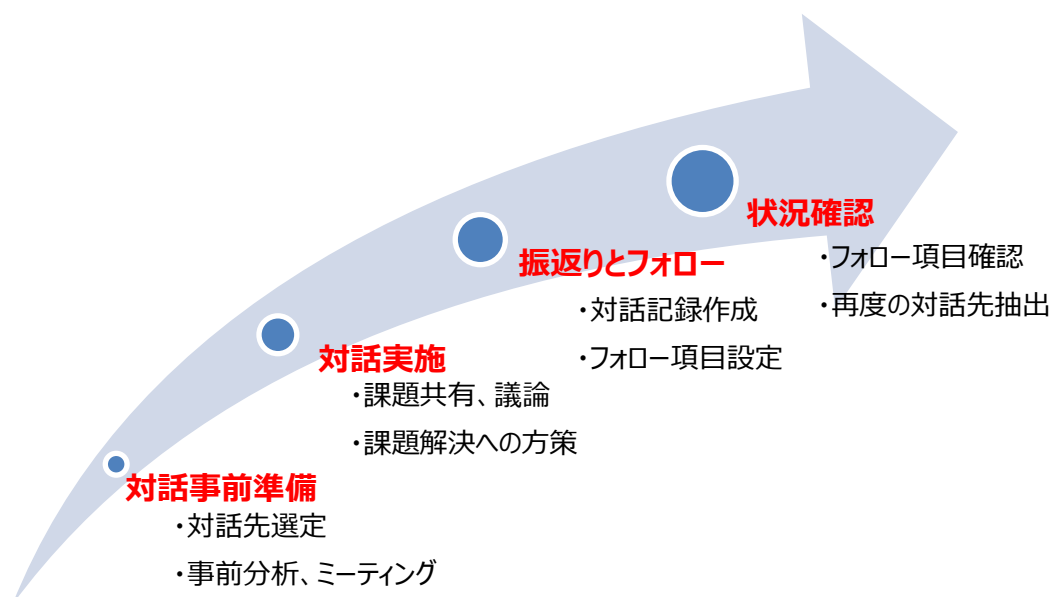 対話事前準備
・対話先選定
・事前分析、ミーティング
対話実施
・課題共有、議論
・課題解決への方策
振返りとフォロー
・対話記録作成
・フォロー項目設定
状況確認
・フォロー項目確認
・再度の対話先抽出